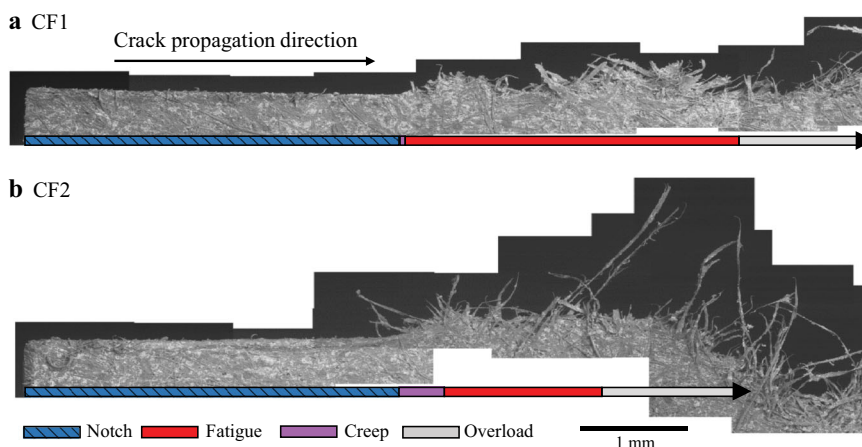 a CF1
Crack propagation direction
b CF2
Notch Fatigue Creep Overload
1 mm